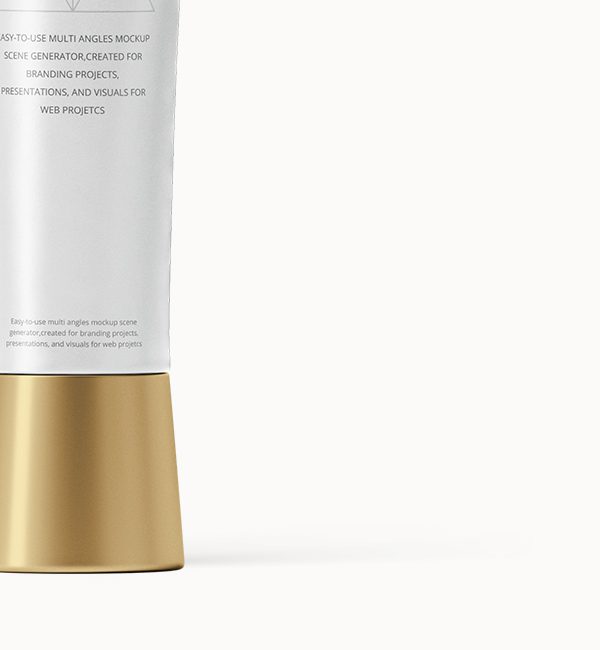 ASY-TO-USE MULTI ANGLES MOCKUP
SCENE GENERATOR,CREATED FOR
BRANDING PROJECTS,
PRESENTATIONS, AND VISUALS FOR
WEB PROJETCS
Easy-to-use multi angles mockup scene
generator,created for branding projects,
presentations, and visuals for web projetcs